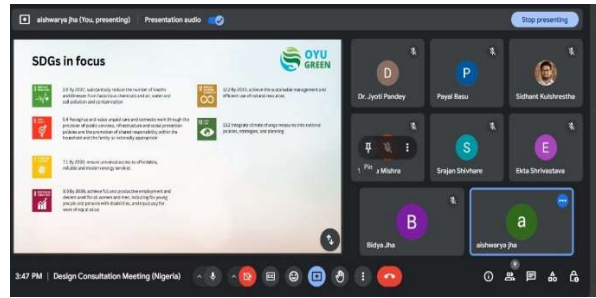 aishwarya jha (You, presenting) Presentation audio
Stop presenting
SDGs in focus
OYU
GREEN
3.9 By 2030, substantially reduce the number of deaths
and illnesses from hazardous chemicals and air, water and
soil pollution and contamination
12.2 By 2030, achieve the sustainable management and
efficient use of natural resources
5.4 Recognize and value unpaid care and domestic work through the
provision of public services, infrastructure and social protection
policies and the promotion of shared responsibility within the
household and the family as nationally appropriate
13.2 Integrate climate change measures into national
policies, strategies, and planning
7.1 By 2030, ensure universal access to affordable,
reliable and modern energy services
8.5 By 2030, achieve full and productive employment and
decent work for all women and men, including for young
people and persons with disabilities, and equal pay for
work of equal value
D
Dr. Jyoti Pandey
P
Payal Basu
Sidhant Kulshrestha
Pin
Mishra
S
Srajan Shivhare
E
Ekta Shrivastava
B
Bidya Jha
a
aishwarya jha
3:47 PM | Design Consultation Meeting (Nigeria)
9